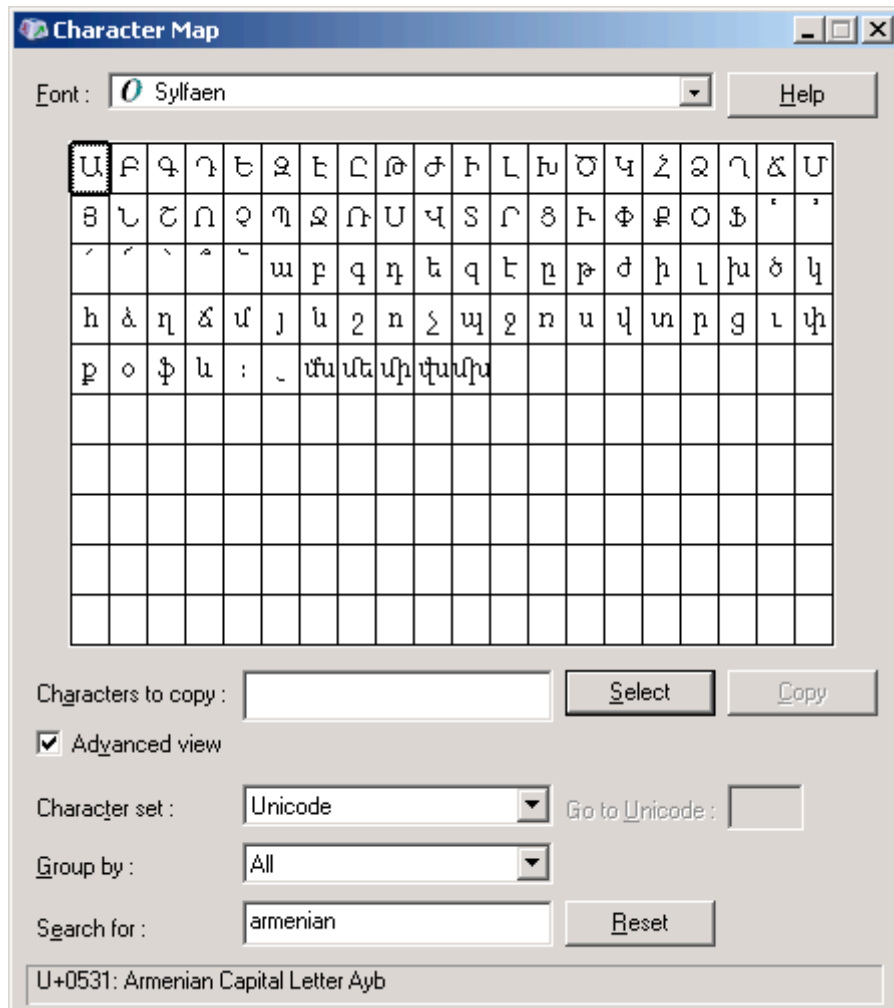 Character Map
Font : O Sylfaen Help
Ա Բ Գ Դ Ե Զ Է Ը Թ Ժ Ի Լ Խ Ծ Կ Հ Ձ Ղ Ճ Մ
Յ Ն Շ Ո Չ Պ Ջ Ռ Ս Վ Տ Ր Ց Ւ Փ Ք Օ Ֆ ՙ ՚
՛ ՜ ՝ ՞ ՟ ա բ գ դ ե զ է ը թ ժ ի լ խ ծ կ
հ ձ ղ ճ մ յ ն շ ո չ պ ջ ռ ս վ տ ր ց ւ փ
ք օ ֆ և ։ ֊ ﬓ ﬔ ﬕ ﬖ ﬗ
Characters to copy : Select Copy
Advanced view
Character set : Unicode Go to Unicode :
Group by : All
Search for : armenian Reset
U+0531: Armenian Capital Letter Ayb